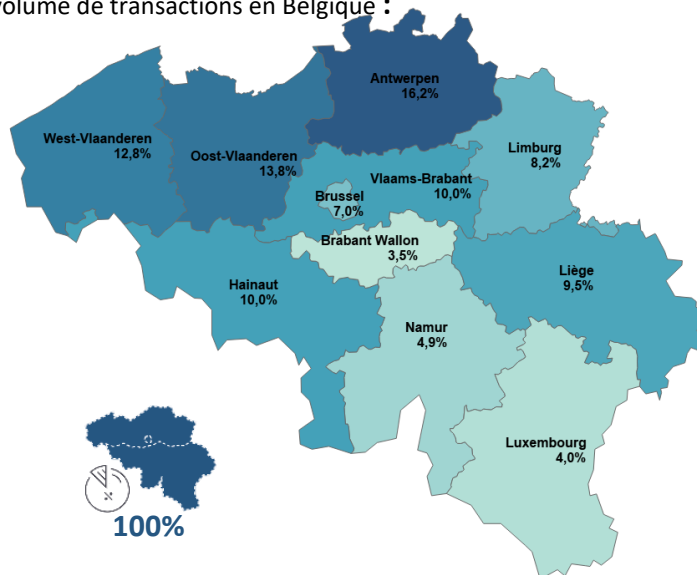 volume de transactions en Belgique :
Antwerpen
16,2%
West-Vlaanderen
12,8%
Oost-Vlaanderen
13,8%
Limburg
8,2%
Vlaams-Brabant
10,0%
Brussel
7,0%
Brabant Wallon
3,5%
Hainaut
10,0%
Liège
9,5%
Namur
4,9%
Luxembourg
4,0%
%
100%